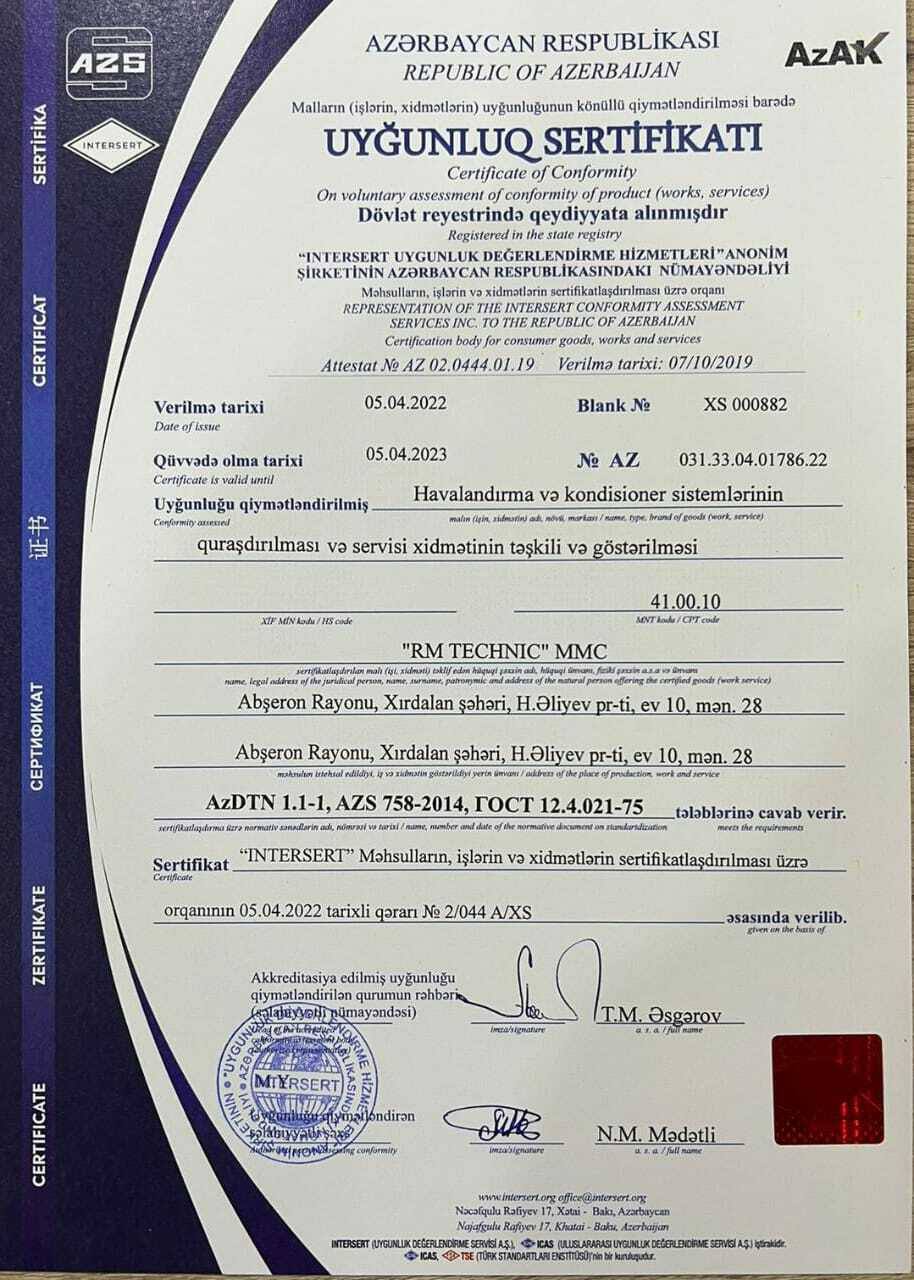 AZS
INTERSERT
SERTİFİKA
CERTIFICAT
证书
СЕРТИФИКАТ
ZERTIFIKATE
CERTIFICATE
AzAK
AZƏRBAYCAN RESPUBLİKASI
REPUBLIC OF AZERBAIJAN
Malların (işlərin, xidmətlərin) uyğunluğunun könüllü qiymətləndirilməsi barədə
UYĞUNLUQ SERTİFİKATI
Certificate of Conformity
On voluntary assessment of conformity of product (works, services)
Dövlət reyestrində qeydiyyata alınmışdır
Registered in the state registry
“INTERSERT UYGUNLUK DEĞERLENDİRME HİZMETLERİ”ANONİM
ŞİRKETİNİN AZƏRBAYCAN RESPUBLİKASINDAKI NÜMAYƏNDƏLİYİ
Məhsulların, işlərin və xidmətlərin sertifikatlaşdırılması üzrə orqanı
REPRESENTATION OF THE INTERSERT CONFORMITY ASSESSMENT
SERVICES INC. TO THE REPUBLIC OF AZERBAIJAN
Certification body for consumer goods, works and services
Attestat № AZ 02.0444.01.19 Verilmə tarixi: 07/10/2019
Verilmə tarixi 05.04.2022 Blank № XS 000882
Date of issue
Qüvvədə olma tarixi 05.04.2023 № AZ 031.33.04.01786.22
Certificate is valid until
Uyğunluğu qiymətləndirilmiş Havalandırma və kondisioner sistemlərinin
Conformity assessed malın (işin, xidmətin) adı, növü, markası / name, type, brand of goods (work, service)
quraşdırılması və servisi xidmətinin təşkili və göstərilməsi
41.00.10
XİF MİN kodu / HS code MNT kodu / CPT code
"RM TECHNIC" MMC
sertifikatlaşdırılan malı (işi, xidməti) təklif edən hüquqi şəxsin adı, hüquqi ünvanı, fiziki şəxsin a.s.a və ünvanı
name, legal address of the juridical person, name, surname, patronymic and address of the natural person offering the certified goods (work service)
Abşeron Rayonu, Xırdalan şəhəri, H.Əliyev pr-ti, ev 10, mən. 28
Abşeron Rayonu, Xırdalan şəhəri, H.Əliyev pr-ti, ev 10, mən. 28
məhsulun istehsal edildiyi, iş və xidmətin göstərildiyi yerin ünvanı / address of the place of production, work and service
AzDTN 1.1-1, AZS 758-2014, ГОСТ 12.4.021-75 tələblərinə cavab verir.
sertifikatlaşdırma üzrə normativ sənədlərin adı, nömrəsi və tarixi / name, number and date of the normative document on standartdization meets the requirements
Sertifikat “INTERSERT” Məhsulların, işlərin və xidmətlərin sertifikatlaşdırılması üzrə
Certificate
orqanının 05.04.2022 tarixli qərarı № 2/044 A/XS əsasında verilib.
given on the basis of
Akkreditasiya edilmiş uyğunluğu
qiymətləndirilən qurumun rəhbəri
(səlahiyyətli nümayəndəsi) T.M. Əsgərov
imza/signature a. s. a. / full name
INTERSERT
M.Y.
Uyğunluğu qiymətləndirən
səlahiyyətli şəxs N.M. Mədətli
imza/signature a. s. a. / full name
www.intersert.org office@intersert.org
Nəcəfqulu Rəfiyev 17, Xətai - Bakı, Azərbaycan
Najafgulu Rafiyev 17, Khatai - Baku, Azerbaijan
INTERSERT (UYGUNLUK DEĞERLENDİRME SERVİSİ A.Ş.), ICAS (ULUSLARARASI UYGUNLUK DEĞERLENDİRME SERVİSİ A.Ş.) iştirakidir.
ICAS, TSE (TÜRK STANDARTLARI ENSTİTÜSÜ)'nin bir kuruluşudur.